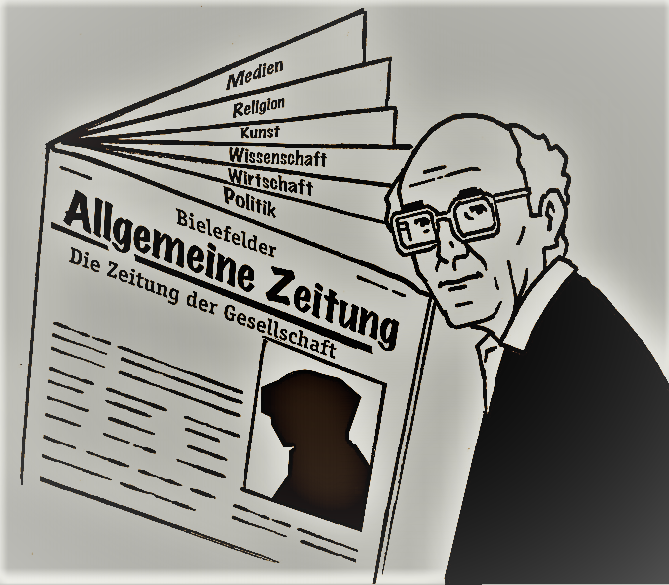 Medien
Religion
Kunst
Wissenschaft
Wirtschaft
Politik
Bielefelder
Allgemeine Zeitung
Die Zeitung der Gesellschaft